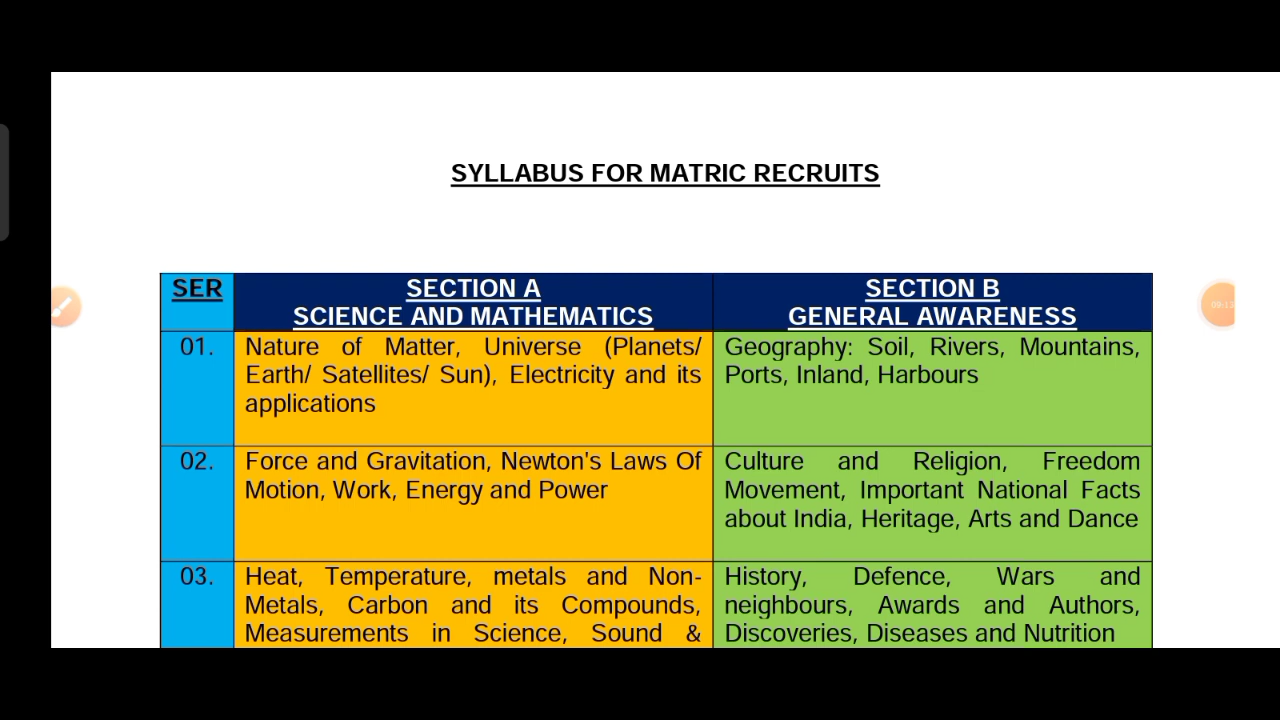 SYLLABUS FOR MATRIC RECRUITS
SER
SECTION A
SCIENCE AND MATHEMATICS
SECTION B
GENERAL AWARENESS
01.
Nature of Matter, Universe (Planets/
Earth/ Satellites/ Sun), Electricity and its
applications
Geography: Soil, Rivers, Mountains,
Ports, Inland, Harbours
02.
Force and Gravitation, Newton's Laws Of
Motion, Work, Energy and Power
Culture and Religion, Freedom
Movement, Important National Facts
about India, Heritage, Arts and Dance
03.
Heat, Temperature, metals and Non-
Metals, Carbon and its Compounds,
Measurements in Science, Sound &
History, Defence, Wars and
neighbours, Awards and Authors,
Discoveries, Diseases and Nutrition